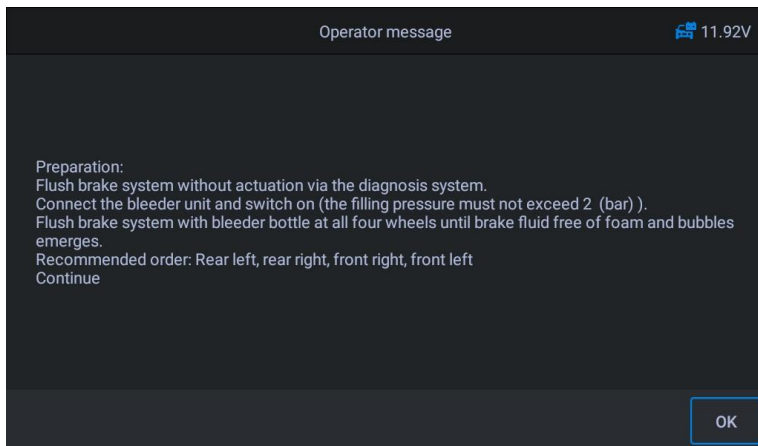 Operator message
11.92V
Preparation:
Flush brake system without actuation via the diagnosis system.
Connect the bleeder unit and switch on (the filling pressure must not exceed 2  (bar) ).
Flush brake system with bleeder bottle at all four wheels until brake fluid free of foam and bubbles
emerges.
Recommended order: Rear left, rear right, front right, front left
Continue
OK